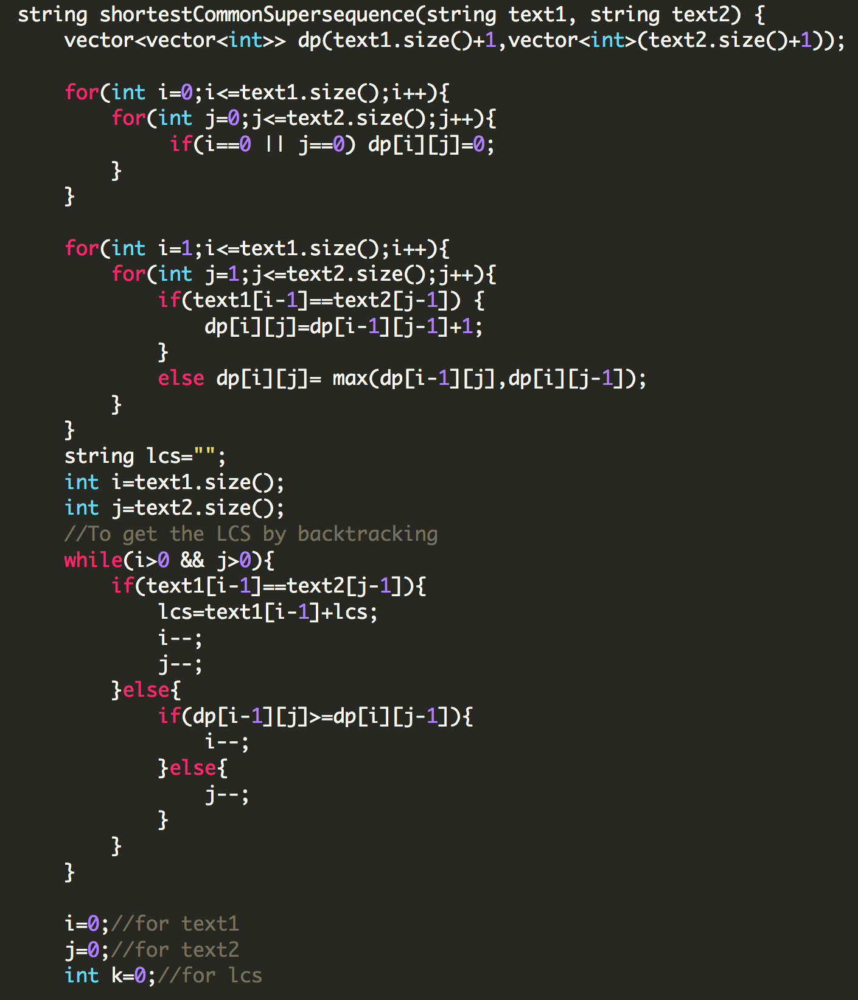 string shortestCommonSupersequence(string text1, string text2) {
    vector<vector<int>> dp(text1.size()+1,vector<int>(text2.size()+1));

    for(int i=0;i<=text1.size();i++){
        for(int j=0;j<=text2.size();j++){
             if(i==0 || j==0) dp[i][j]=0;
        }
    }

    for(int i=1;i<=text1.size();i++){
        for(int j=1;j<=text2.size();j++){
            if(text1[i-1]==text2[j-1]) {
                dp[i][j]=dp[i-1][j-1]+1;
            }
            else dp[i][j]= max(dp[i-1][j],dp[i][j-1]);
        }
    }
    string lcs="";
    int i=text1.size();
    int j=text2.size();
    //To get the LCS by backtracking
    while(i>0 && j>0){
        if(text1[i-1]==text2[j-1]){
            lcs=text1[i-1]+lcs;
            i--;
            j--;
        }else{
            if(dp[i-1][j]>=dp[i][j-1]){
                i--;
            }else{
                j--;
            }
        }
    }

    i=0;//for text1
    j=0;//for text2
    int k=0;//for lcs